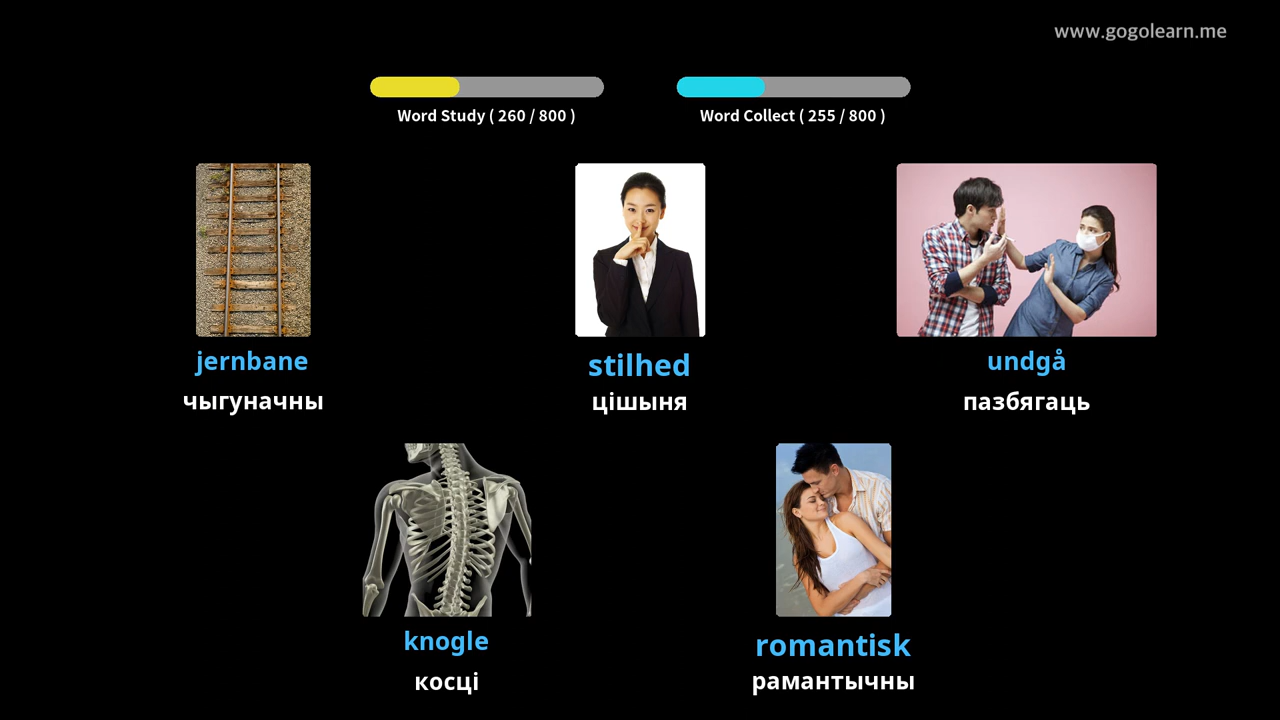 www.gogolearn.me
Word Study ( 260 / 800 )
Word Collect ( 255 / 800 )
jernbane
чыгуначны
stilhed
цішыня
undgå
пазбягаць
knogle
косці
romantisk
рамантычны